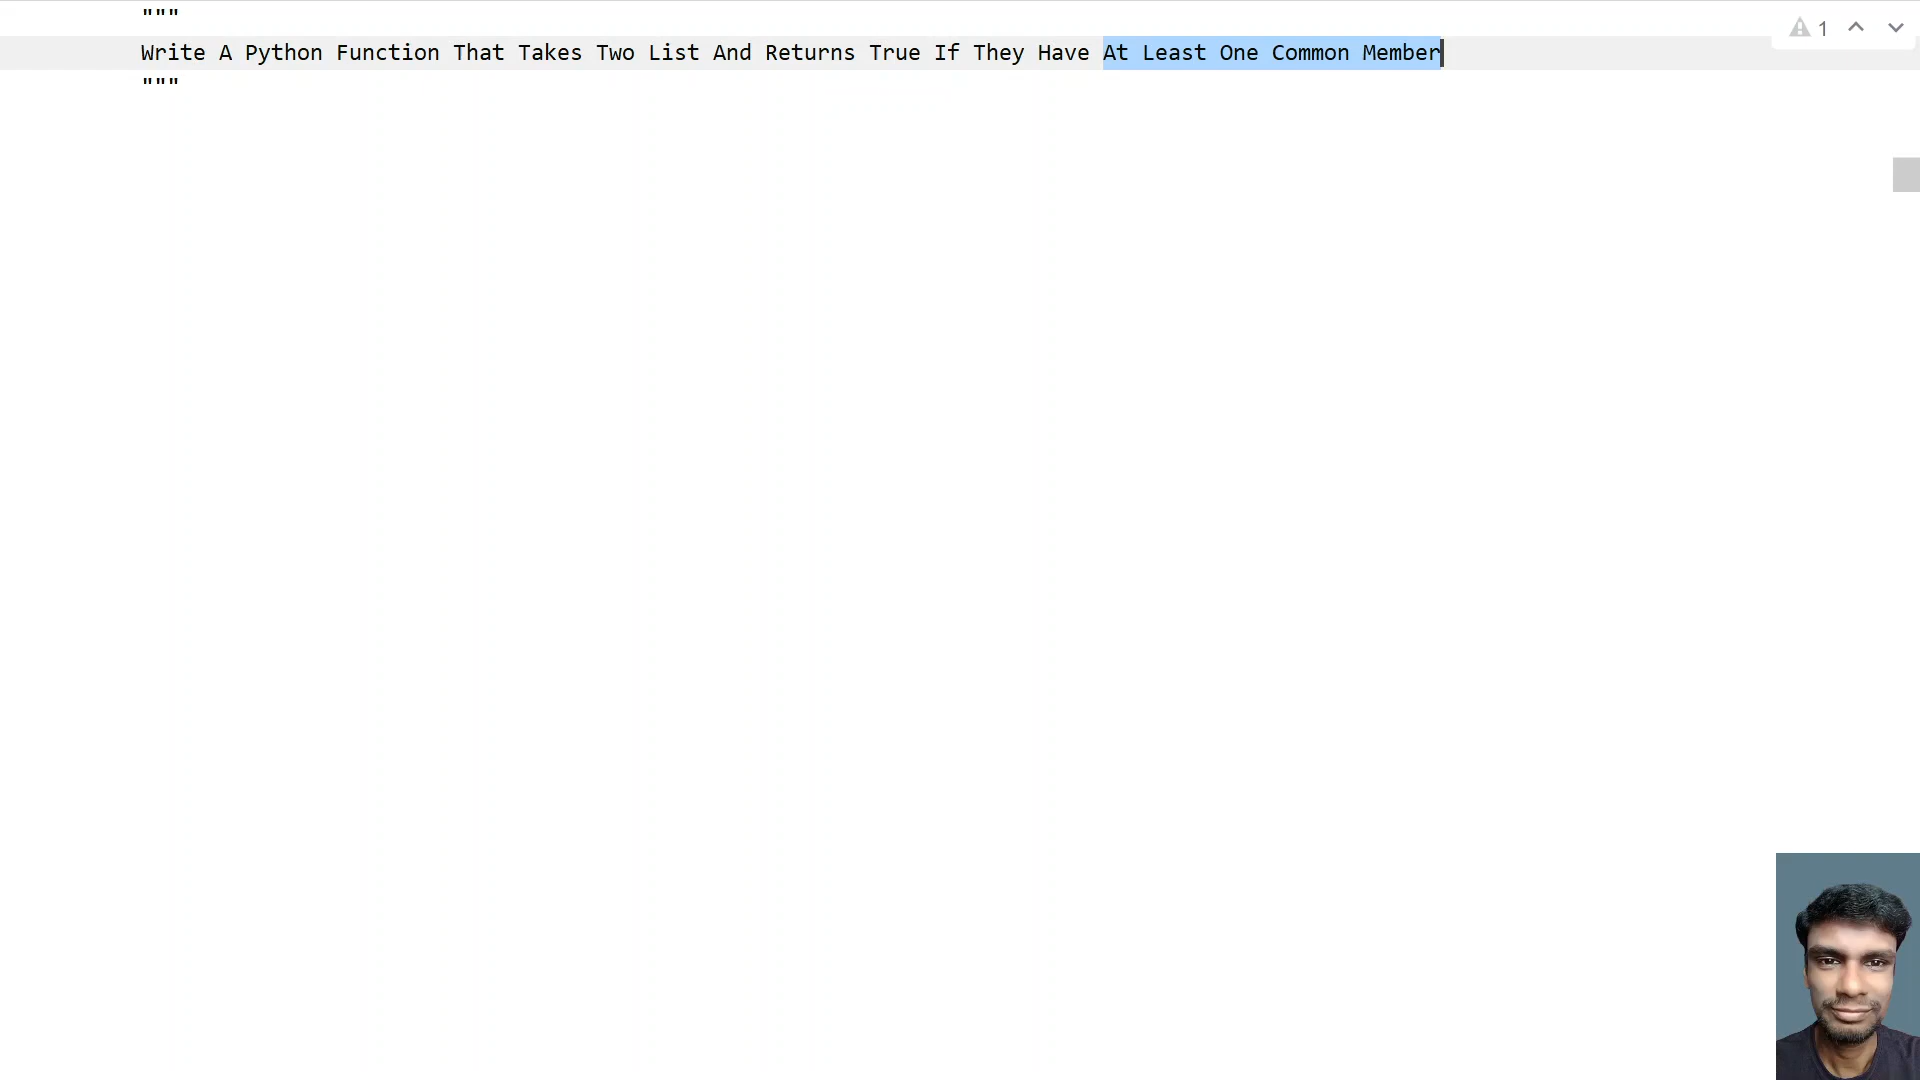 """
1
Write A Python Function That Takes Two List And Returns True If They Have At Least One Common Member
"""